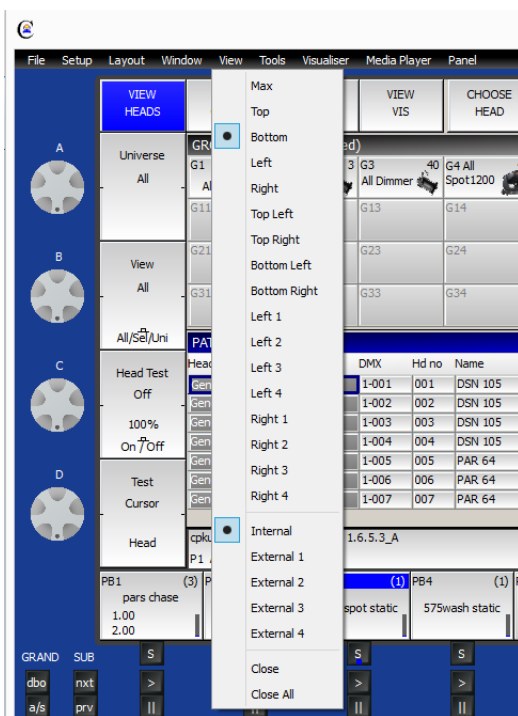 File Setup Layout Window View Tools Visualiser Media Player Panel
VIEW
HEADS
VIEW
VIS
CHOOSE
HEAD
Max
Top
Bottom
Left
Right
Top Left
Top Right
Bottom Left
Bottom Right
Left 1
Left 2
Left 3
Left 4
Right 1
Right 2
Right 3
Right 4
Internal
External 1
External 2
External 3
External 4
Close
Close All
A
Universe
All
B
View
All
All/Sel/Uni
C
Head Test
Off
100%
On / Off
D
Test
Cursor
Head
G1
3 G3 40 G4 All
All Dimmer Spot1200
G11 G13 G14
G21 G23 G24
G31 G33 G34
DMX Hd no Name
Gen 1-001 001 DSN 105
Gen 1-002 002 DSN 105
Gen 1-003 003 DSN 105
Gen 1-004 004 DSN 105
Gen 1-005 005 PAR 64
Gen 1-006 006 PAR 64
Gen 1-007 007 PAR 64
1.6.5.3_A
P1
PB1 (3)
pars chase
1.00
2.00
(1) PB4 (1)
spot static 575wash static
GRAND SUB S S S
dbo nxt > > >
a/s prv || || ||